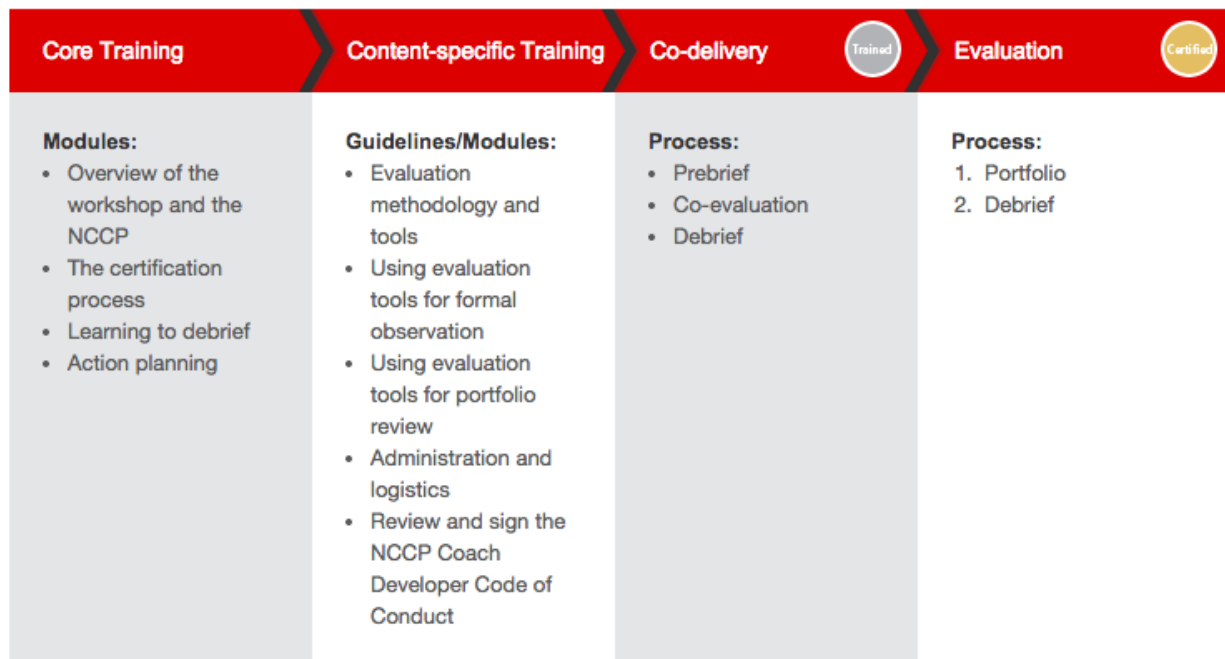 Core Training
Content-specific Training
Co-delivery
Trained
Evaluation
Certified
Modules:
• Overview of the
workshop and the
NCCP
• The certification
process
• Learning to debrief
• Action planning
Guidelines/Modules:
• Evaluation
methodology and
tools
• Using evaluation
tools for formal
observation
• Using evaluation
tools for portfolio
review
• Administration and
logistics
• Review and sign the
NCCP Coach
Developer Code of
Conduct
Process:
• Prebrief
• Co-evaluation
• Debrief
Process:
1. Portfolio
2. Debrief